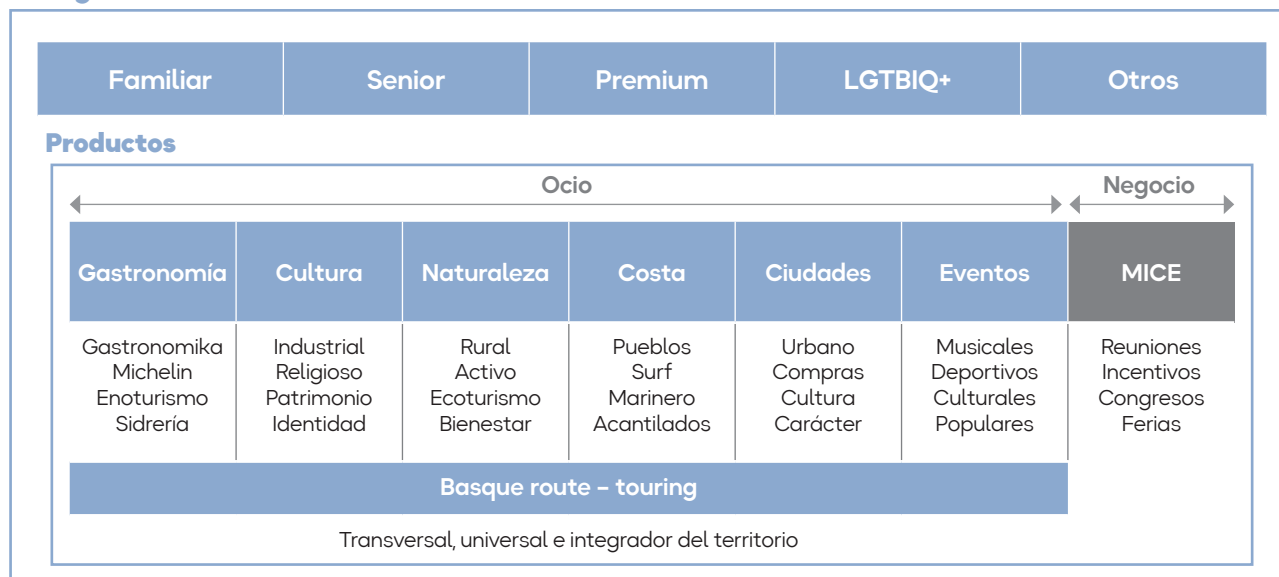 Familiar
Senior
Premium
LGTBIQ+
Otros
Productos
Ocio
Negocio
Gastronomía
Cultura
Naturaleza
Costa
Ciudades
Eventos
MICE
Gastronomika
Michelin
Enoturismo
Sidrería
Industrial
Religioso
Patrimonio
Identidad
Rural
Activo
Ecoturismo
Bienestar
Pueblos
Surf
Marinero
Acantilados
Urbano
Compras
Cultura
Carácter
Musicales
Deportivos
Culturales
Populares
Reuniones
Incentivos
Congresos
Ferias
Basque route – touring
Transversal, universal e integrador del territorio